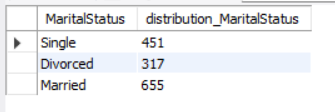 MaritalStatus distribution_MaritalStatus
Single 451
Divorced 317
Married 655